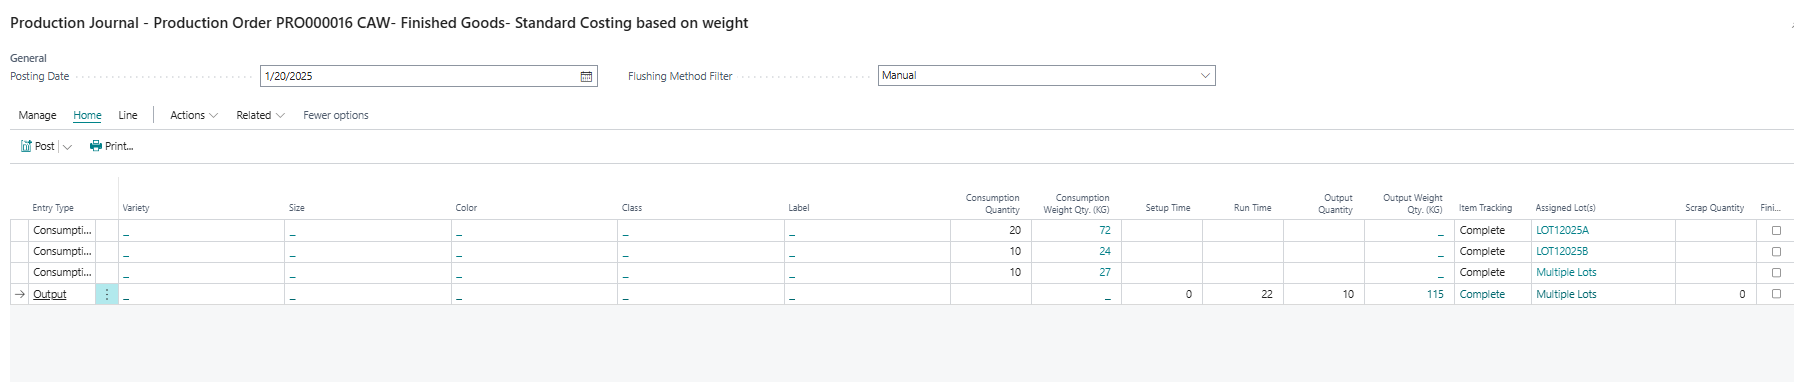 Production Journal - Production Order PRO000016 CAW- Finished Goods- Standard Costing based on weight
General
Posting Date 1/20/2025 Flushing Method Filter Manual
Manage Home Line Actions Related Fewer options
Post Print...
Entry Type Variety Size Color Class Label Consumption Quantity Consumption Weight Qty. (KG) Setup Time Run Time Output Quantity Output Weight Qty. (KG) Item Tracking Assigned Lot(s) Scrap Quantity Fini...
Consumpti... _ _ _ _ _ 20 72 _ Complete LOT12025A
Consumpti... _ _ _ _ _ 10 24 _ Complete LOT12025B
Consumpti... _ _ _ _ _ 10 27 _ Complete Multiple Lots
Output _ _ _ _ _ _ 0 22 10 115 Complete Multiple Lots 0